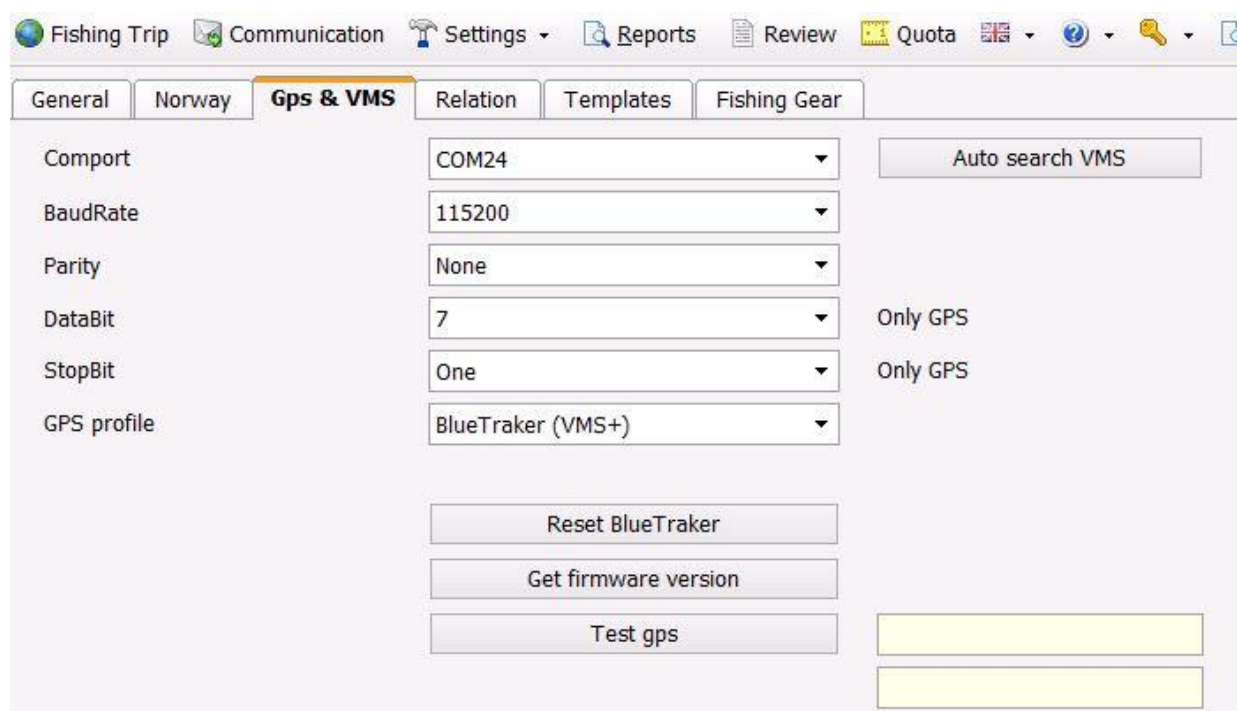 Fishing Trip Communication Settings Reports Review Quota
General Norway Gps & VMS Relation Templates Fishing Gear
Comport COM24 Auto search VMS
BaudRate 115200
Parity None
DataBit 7 Only GPS
StopBit One Only GPS
GPS profile BlueTraker (VMS+)
Reset BlueTraker
Get firmware version
Test gps